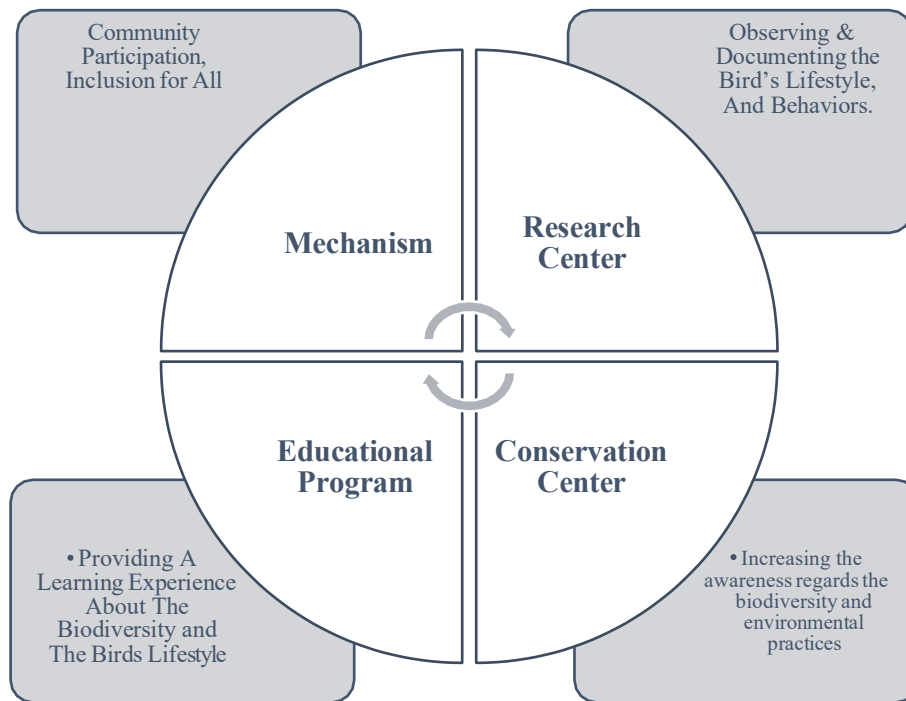 Community
Participation,
Inclusion for All
Observing &
Documenting the
Bird's Lifestyle,
And Behaviors.
Mechanism
Research
Center
Educational
Program
Conservation
Center
• Providing A
Learning Experience
About The
Biodiversity and
The Birds Lifestyle
• Increasing the
awareness regards the
biodiversity and
environmental
practices